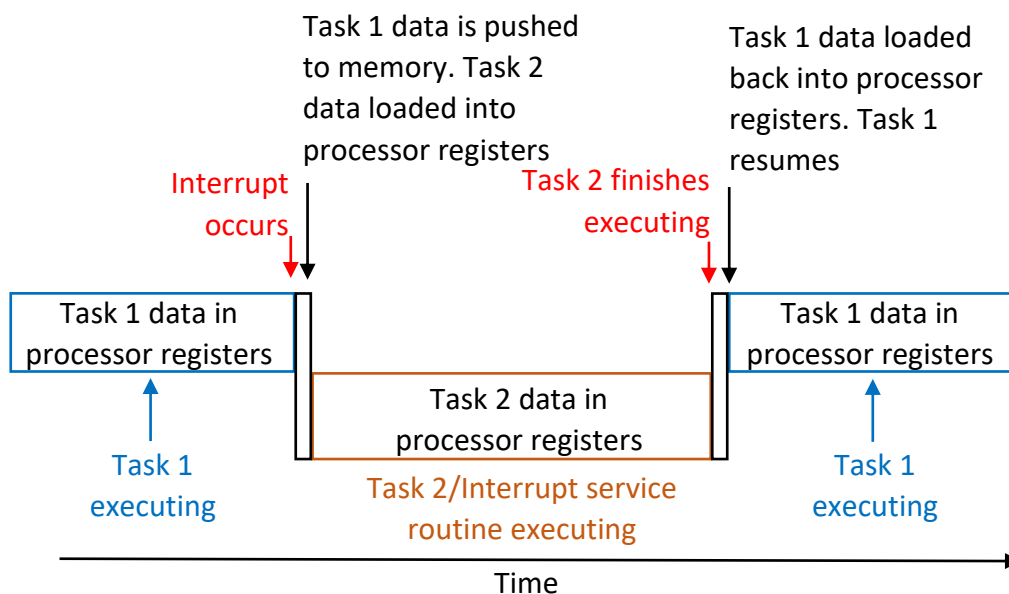 Task 1 data is pushed
to memory. Task 2
data loaded into
processor registers
Task 1 data loaded
back into processor
registers. Task 1
resumes
Interrupt
occurs
Task 2 finishes
executing
Task 1 data in
processor registers
Task 2 data in
processor registers
Task 1 data in
processor registers
Task 1
executing
Task 2/Interrupt service
routine executing
Task 1
executing
Time